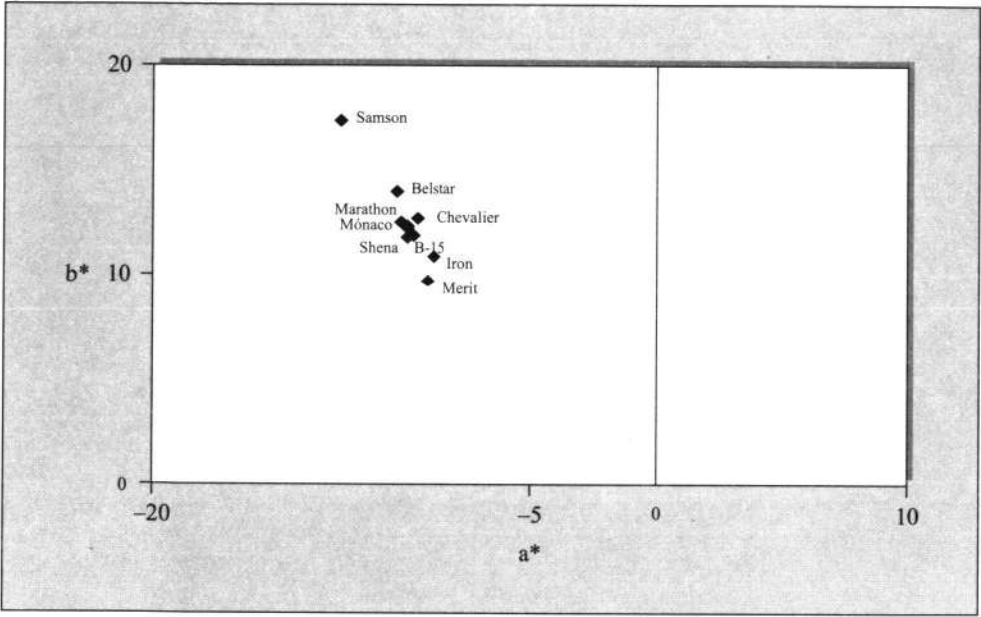 20
Samson
Belstar
Marathon
Chevalier
Mónaco
Shena
B-15
Iron
b*
10
Merit
0
–20
–5
0
10
a*